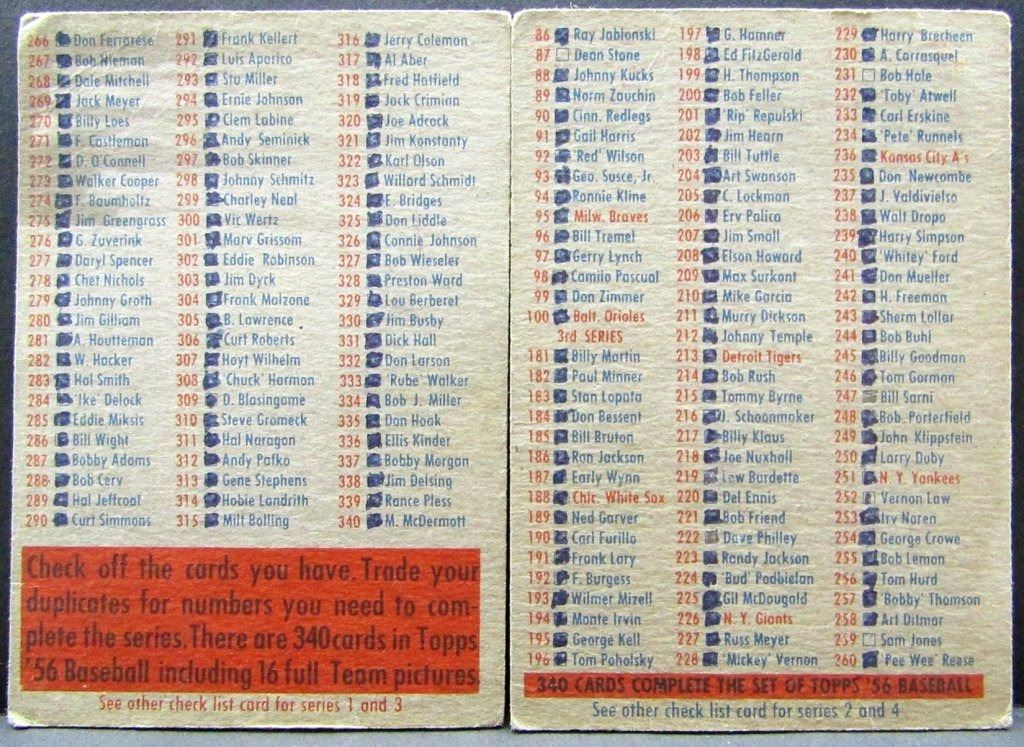 266 Don Ferrarese
267 Bob Nieman
268 Dale Mitchell
269 Jack Meyer
270 Billy Loes
271 F. Castleman
272 D. O'Connell
273 Walker Cooper
274 F. Baumholtz
275 Jim Greengrass
276 G. Zuverink
277 Daryl Spencer
278 Chet Nichols
279 Johnny Groth
280 Jim Gilliam
281 A. Houtteman
282 W. Hacker
283 Hal Smith
284 'Ike' Delock
285 Eddie Miksis
286 Bill Wight
287 Bobby Adams
288 Bob Cerv
289 Hal Jeffcoat
290 Curt Simmons
291 Frank Kellert
292 Luis Aparico
293 Stu Miller
294 Ernie Johnson
295 Clem Labine
296 Andy Seminick
297 Bob Skinner
298 Johnny Schmitz
299 Charley Neal
300 Vic Wertz
301 Marv Grissom
302 Eddie Robinson
303 Jim Dyck
304 Frank Malzone
305 B. Lawrence
306 Curt Roberts
307 Hoyt Wilhelm
308 'Chuck' Harmon
309 D. Blasingame
310 Steve Gromeck
311 Hal Naragon
312 Andy Pafko
313 Gene Stephens
314 Hobie Landrith
315 Milt Bolling
316 Jerry Coleman
317 Al Aber
318 Fred Hatfield
319 Jack Criminn
320 Joe Adcock
321 Jim Konstanty
322 Karl Olson
323 Willard Schmidt
324 E. Bridges
325 Don Liddle
326 Connie Johnson
327 Bob Wieseler
328 Preston Ward
329 Lou Berberet
330 Jim Busby
331 Dick Hall
332 Don Larson
333 'Rube' Walker
334 Bob J. Miller
335 Don Hoak
336 Ellis Kinder
337 Bobby Morgan
338 Jim Delsing
339 Rance Pless
340 M. McDermott
Check off the cards you have. Trade your
duplicates for numbers you need to com-
plete the series. There are 340 cards in Topps
'56 Baseball including 16 full Team pictures.
See other check list card for series 1 and 3
86 Ray Jablonski
87 Dean Stone
88 Johnny Kucks
89 Norm Zauchin
90 Cinn. Redlegs
91 Gail Harris
92 'Red' Wilson
93 Geo. Susce, Jr.
94 Ronnie Kline
95 Milw. Braves
96 Bill Tremel
97 Gerry Lynch
98 Camilo Pascual
99 Don Zimmer
100 Balt. Orioles
3rd SERIES
181 Billy Martin
182 Paul Minner
183 Stan Lopata
184 Don Bessent
185 Bill Bruton
186 Ron Jackson
187 Early Wynn
188 Chic. White Sox
189 Ned Garver
190 Carl Furillo
191 Frank Lary
192 F. Burgess
193 Wilmer Mizell
194 Monte Irvin
195 George Kell
196 Tom Poholsky
197 G. Hamner
198 Ed FitzGerald
199 H. Thompson
200 Bob Feller
201 'Rip' Repulski
202 Jim Hearn
203 Bill Tuttle
204 Art Swanson
205 C. Lockman
206 Erv Palica
207 Jim Small
208 Elson Howard
209 Max Surkont
210 Mike Garcia
211 Murry Dickson
212 Johnny Temple
213 Detroit Tigers
214 Bob Rush
215 Tommy Byrne
216 J. Schoonmaker
217 Billy Klaus
218 Joe Nuxhall
219 Lew Burdette
220 Del Ennis
221 Bob Friend
222 Dave Philley
223 Randy Jackson
224 'Bud' Podbielan
225 Gil McDougald
226 N. Y. Giants
227 Russ Meyer
228 'Mickey' Vernon
229 Harry Brecheen
230 A. Carrasquel
231 Bob Hale
232 'Toby' Atwell
233 Carl Erskine
234 'Pete' Runnels
236 Kansas City A's
235 Don Newcombe
237 J. Valdivielso
238 Walt Dropo
239 Harry Simpson
240 'Whitey' Ford
241 Don Mueller
242 H. Freeman
243 Sherm Lollar
244 Bob Buhl
245 Billy Goodman
246 Tom Gorman
247 Bill Sarni
248 Bob Porterfield
249 John Klippstein
250 Larry Doby
251 N. Y. Yankees
252 Vernon Law
253 Irv Noren
254 George Crowe
255 Bob Lemon
256 Tom Hurd
257 'Bobby' Thomson
258 Art Ditmar
259 Sam Jones
260 'Pee Wee' Reese
340 CARDS COMPLETE THE SET OF TOPPS '56 BASEBALL
See other check list card for series 2 and 4